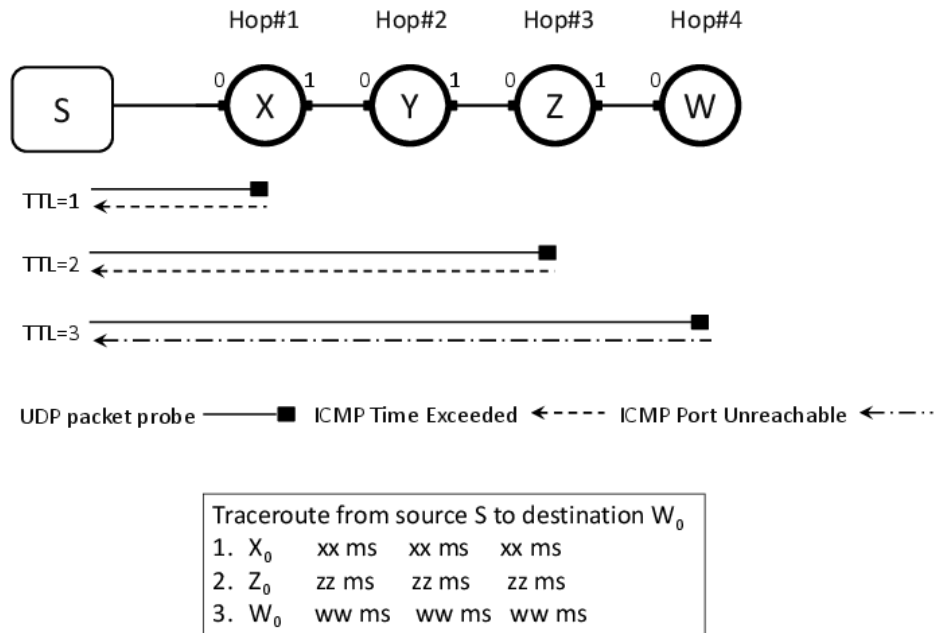 Hop#1 Hop#2 Hop#3 Hop#4
0 1 0 1 0 1 0
S X Y Z W
TTL=1
TTL=2
TTL=3
UDP packet probe ICMP Time Exceeded ICMP Port Unreachable
Traceroute from source S to destination W₀
1. X₀ xx ms xx ms xx ms
2. Z₀ zz ms zz ms zz ms
3. W₀ ww ms ww ms ww ms